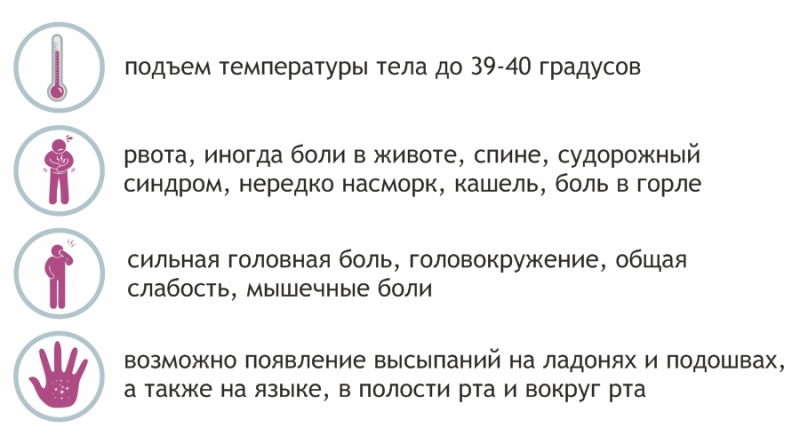 подъем температуры тела до 39-40 градусов
рвота, иногда боли в животе, спине, судорожный
синдром, нередко насморк, кашель, боль в горле
сильная головная боль, головокружение, общая
слабость, мышечные боли
возможно появление высыпаний на ладонях и подошвах,
а также на языке, в полости рта и вокруг рта